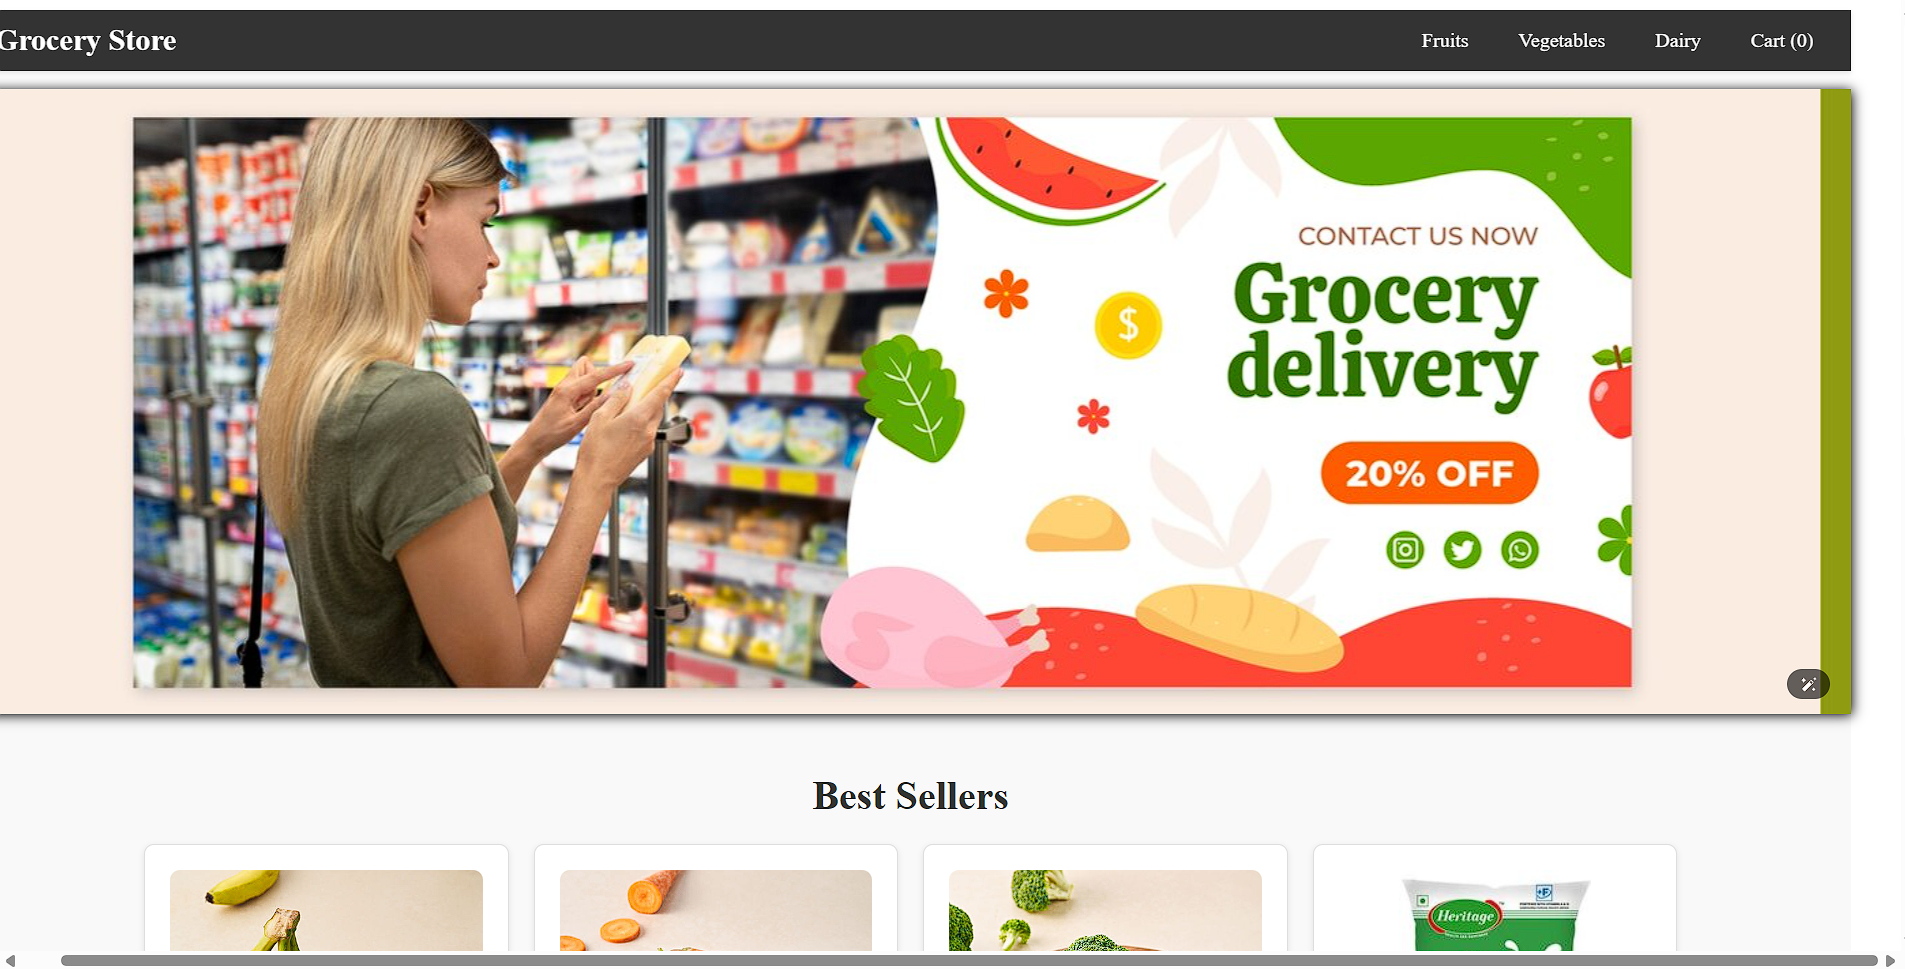 Grocery Store
Fruits
Vegetables
Dairy
Cart (0)
CONTACT US NOW
Grocery
delivery
$
20% OFF
Best Sellers
+F
Heritage